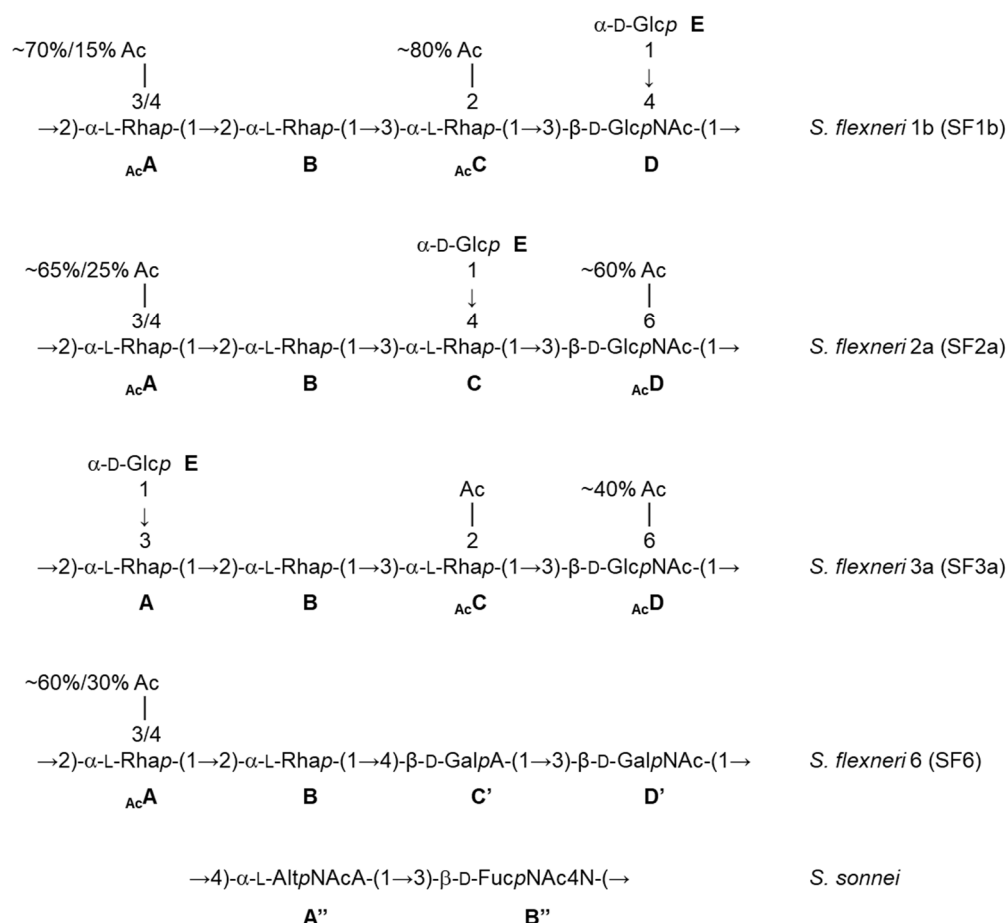 α-D-Glcp E
~70%/15% Ac ~80% Ac 1
↓
3/4 2 4
→2)-α-L-Rhap-(1→2)-α-L-Rhap-(1→3)-α-L-Rhap-(1→3)-β-D-GlcpNAc-(1→ S. flexneri 1b (SF1b)
AcA B AcC D
α-D-Glcp E
~65%/25% Ac 1 ~60% Ac
↓
3/4 4 6
→2)-α-L-Rhap-(1→2)-α-L-Rhap-(1→3)-α-L-Rhap-(1→3)-β-D-GlcpNAc-(1→ S. flexneri 2a (SF2a)
AcA B C AcD
α-D-Glcp E
1 Ac ~40% Ac
↓
3 2 6
→2)-α-L-Rhap-(1→2)-α-L-Rhap-(1→3)-α-L-Rhap-(1→3)-β-D-GlcpNAc-(1→ S. flexneri 3a (SF3a)
A B AcC AcD
~60%/30% Ac
3/4
→2)-α-L-Rhap-(1→2)-α-L-Rhap-(1→4)-β-D-GalpA-(1→3)-β-D-GalpNAc-(1→ S. flexneri 6 (SF6)
AcA B C’ D’
→4)-α-L-AltpNAcA-(1→3)-β-D-FucpNAc4N-(→ S. sonnei
A” B”